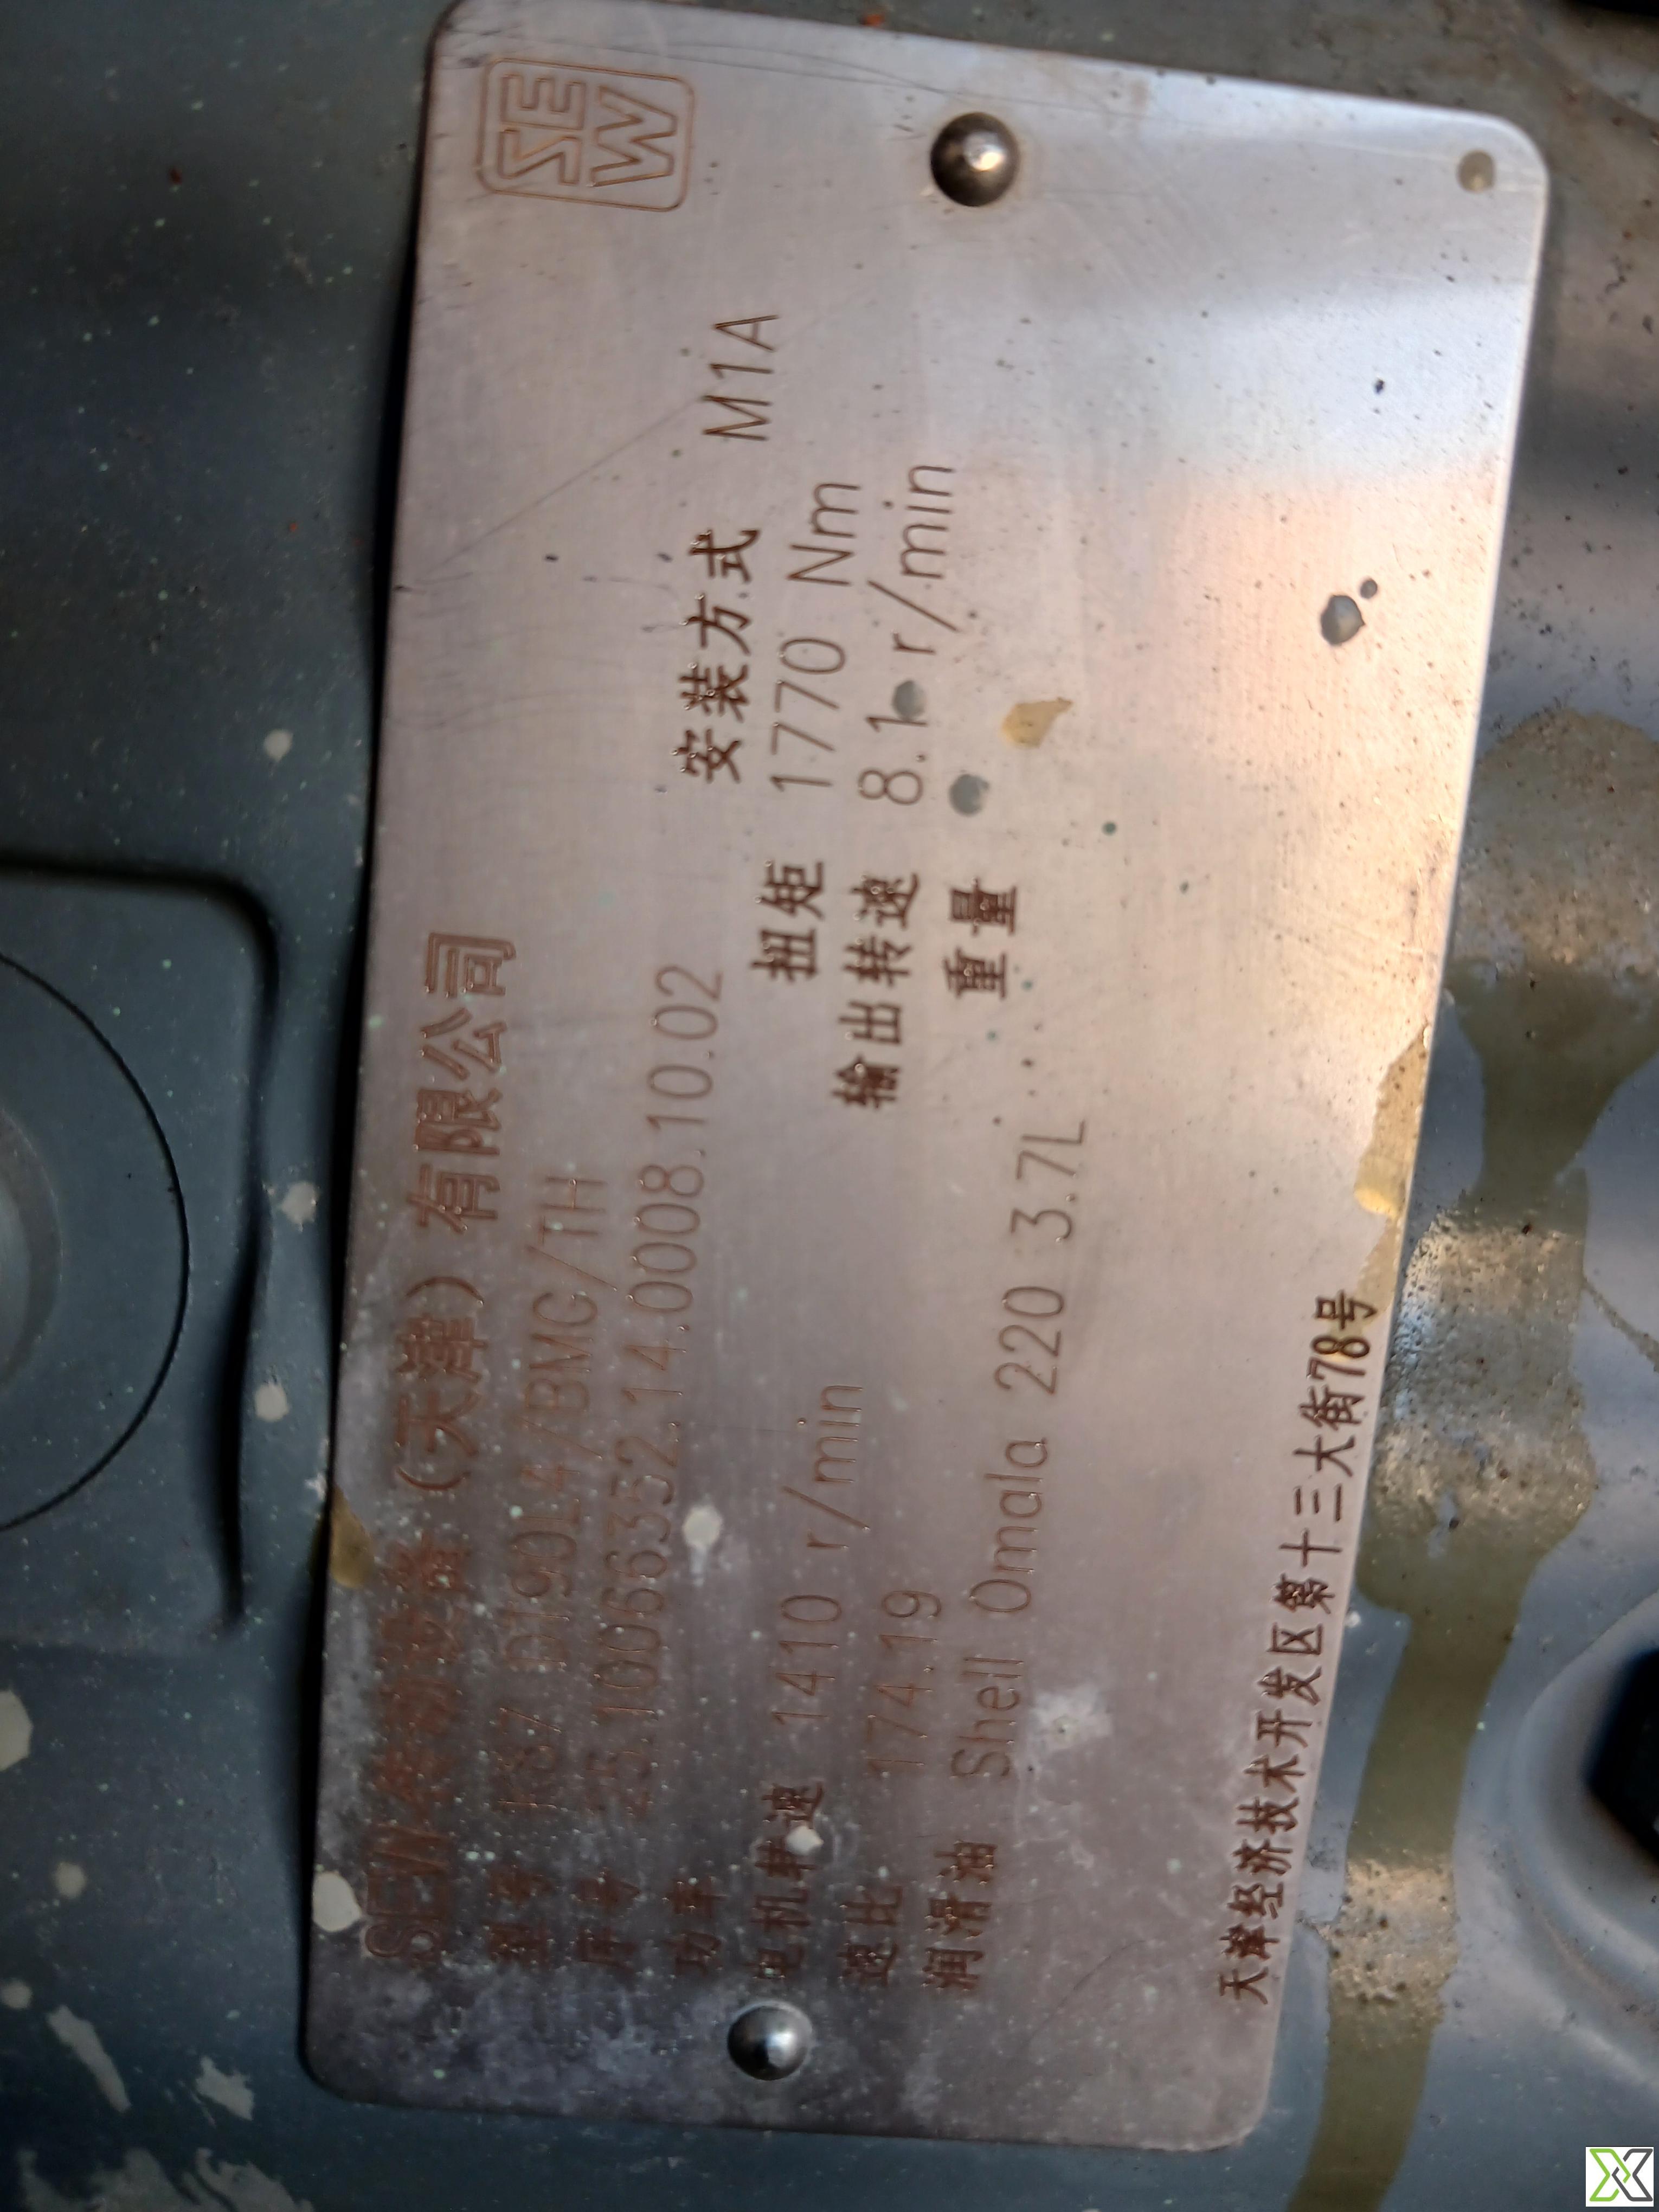 SEW
SEW-传动设备（天津）有限公司
型号 DT90L4/BMG/TH
序号 25.10066332.14.0008.10.02
功率 安装方式 M1A
电机转速 1410 r/min 扭矩 1770 Nm
速比 174.19 输出转速 8.1 r/min
润滑油 Shell Omala 220 3.7L 重量
天津经济技术开发区第十三大街78号